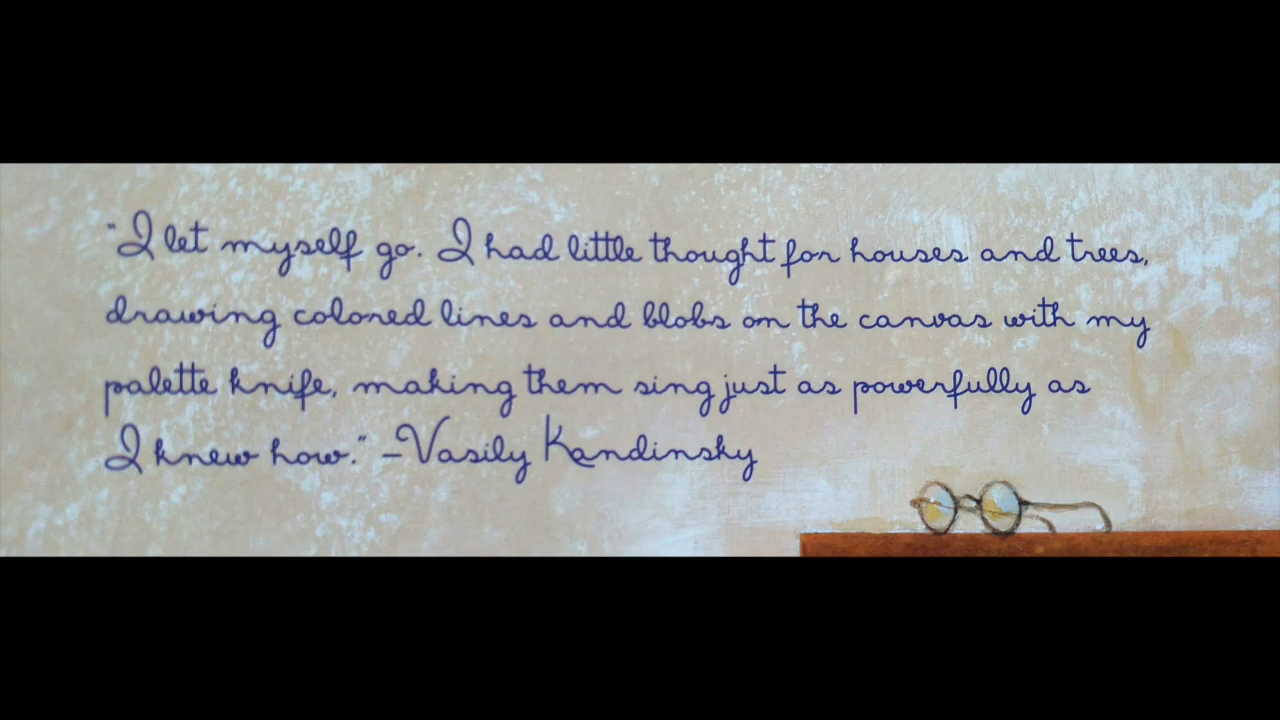 "I let myself go. I had little thought for houses and trees,
drawing colored lines and blobs on the canvas with my
palette knife, making them sing just as powerfully as
I knew how." -Vasily Kandinsky